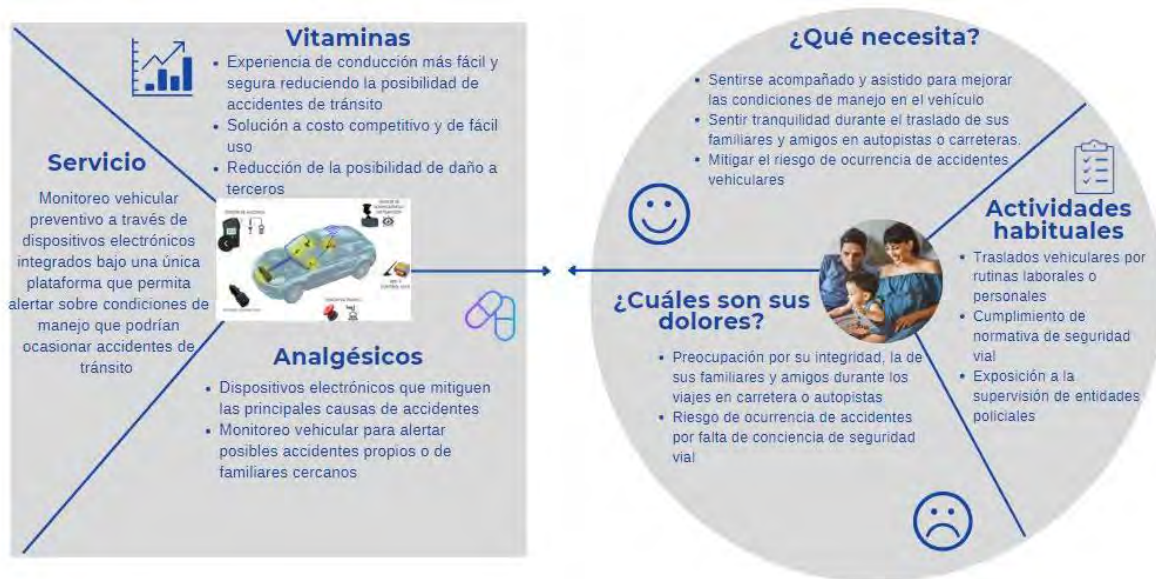 Vitaminas
• Experiencia de conducción más fácil y
segura reduciendo la posibilidad de
accidentes de tránsito
• Solución a costo competitivo y de fácil
uso
• Reducción de la posibilidad de daño a
terceros
Servicio
Monitoreo vehicular
preventivo a través de
dispositivos electrónicos
integrados bajo una única
plataforma que permita
alertar sobre condiciones de
manejo que podrían
ocasionar accidentes de
tránsito
Analgésicos
• Dispositivos electrónicos que mitiguen
las principales causas de accidentes
• Monitoreo vehicular para alertar
posibles accidentes propios o de
familiares cercanos
¿Qué necesita?
• Sentirse acompañado y asistido para mejorar
las condiciones de manejo en el vehículo
• Sentir tranquilidad durante el traslado de sus
familiares y amigos en autopistas o carreteras.
• Mitigar el riesgo de ocurrencia de accidentes
vehiculares
Actividades
habituales
• Traslados vehiculares por
rutinas laborales o
personales
• Cumplimiento de
normativa de seguridad
vial
• Exposición a la
supervisión de entidades
policiales
¿Cuáles son sus
dolores?
• Preocupación por su integridad, la de
sus familiares y amigos durante los
viajes en carretera o autopistas
• Riesgo de ocurrencia de accidentes
por falta de conciencia de seguridad
vial